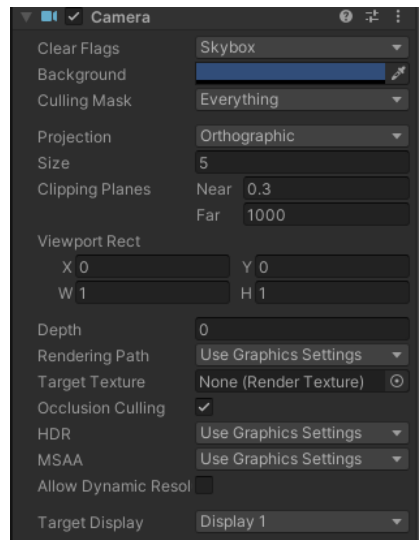 Camera
Clear Flags Skybox
Background
Culling Mask Everything
Projection Orthographic
Size 5
Clipping Planes Near 0.3
Far 1000
Viewport Rect
X 0 Y 0
W 1 H 1
Depth 0
Rendering Path Use Graphics Settings
Target Texture None (Render Texture)
Occlusion Culling
HDR Use Graphics Settings
MSAA Use Graphics Settings
Allow Dynamic Resol
Target Display Display 1